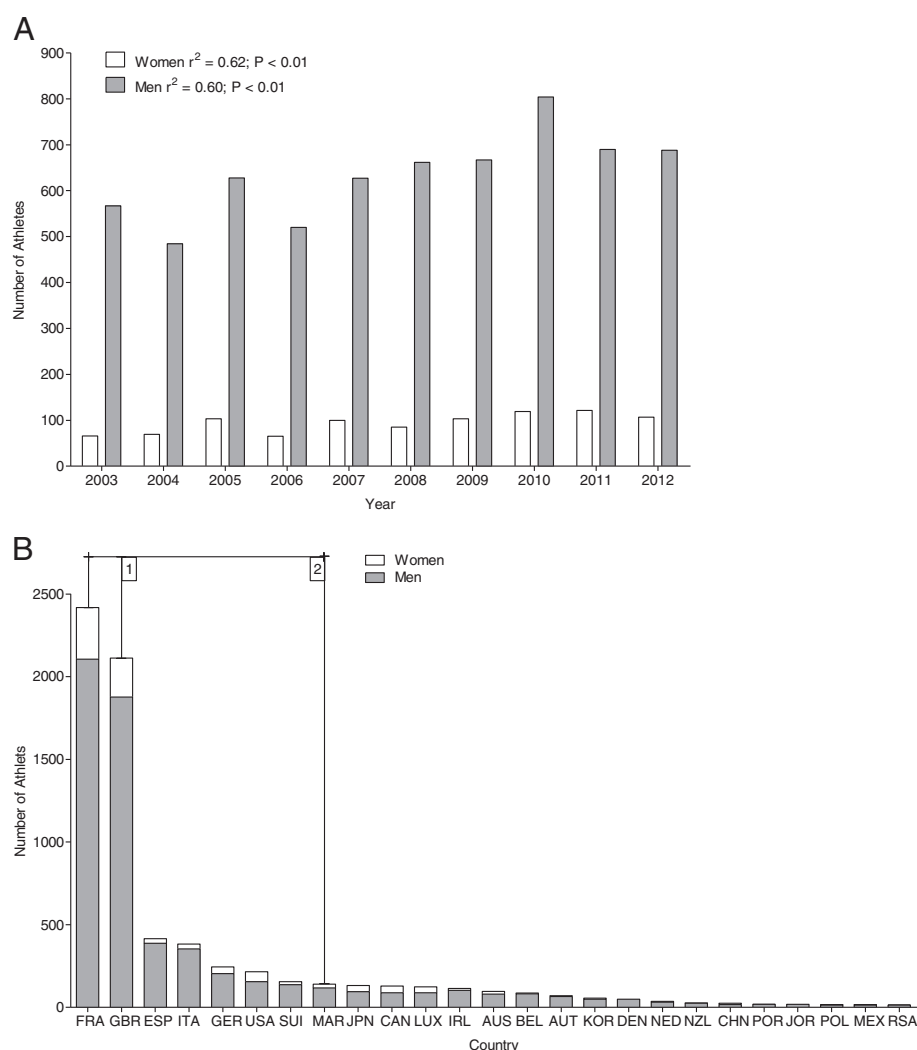 A
Women r² = 0.62; P < 0.01
Men r² = 0.60; P < 0.01
Number of Athletes
900
800
700
600
500
400
300
200
100
0
2003 2004 2005 2006 2007 2008 2009 2010 2011 2012
Year
B
Women
Men
1 2
Number of Athlets
2500
2000
1500
1000
500
0
FRA GBR ESP ITA GER USA SUI MAR JPN CAN LUX IRL AUS BEL AUT KOR DEN NED NZL CHN POR JOR POL MEX RSA
Country